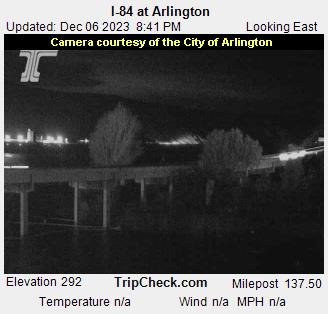 I-84 at Arlington
Updated: Dec 06 2023 8:41 PM Looking East
Camera courtesy of the City of Arlington
Elevation 292 TripCheck.com Milepost 137.50
Temperature n/a Wind n/a MPH n/a